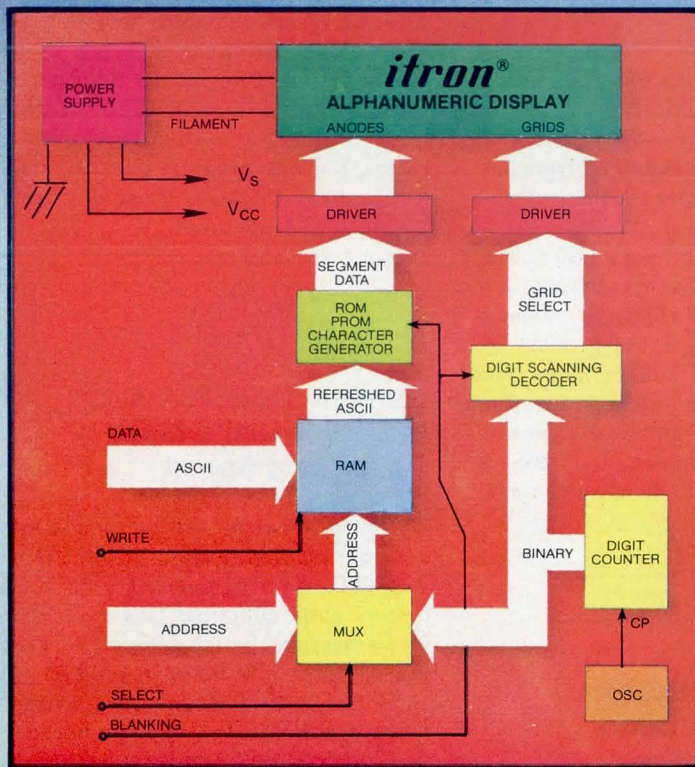 itron®
ALPHANUMERIC DISPLAY
ANODES
GRIDS
POWER
SUPPLY
FILAMENT
VS
VCC
DRIVER
DRIVER
SEGMENT
DATA
GRID
SELECT
ROM
PROM
CHARACTER
GENERATOR
DIGIT SCANNING
DECODER
REFRESHED
ASCII
DATA
ASCII
RAM
WRITE
ADDRESS
BINARY
DIGIT
COUNTER
ADDRESS
MUX
CP
SELECT
OSC
BLANKING